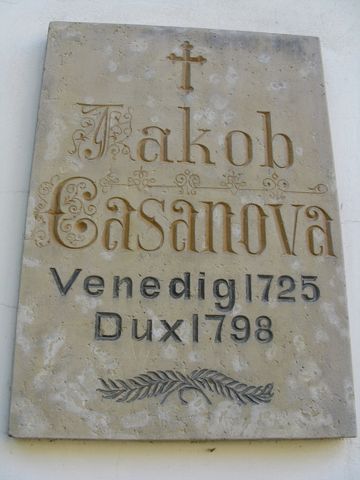 Jakob
Casanova
Venedig 1725
Dux 1798